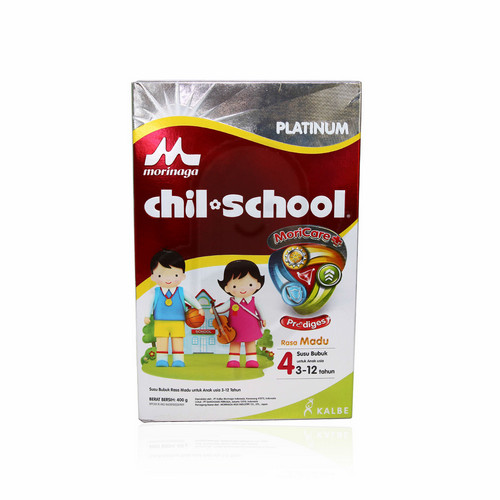 PLATINUM
morinaga
chil school
MoriCare +
Prodiges
Rasa Madu
4 Susu Bubuk
untuk Anak usia
3-12 tahun
SCHOOL
Susu Bubuk Rasa Madu untuk Anak usia 3-12 Tahun
BERAT BERSIH: 400 g
KALBE